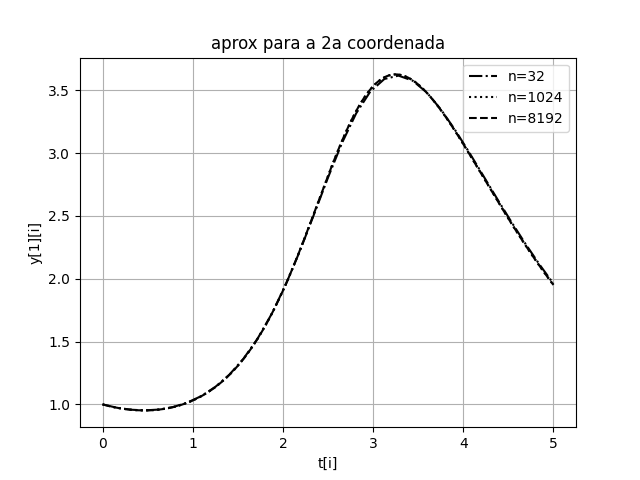 aprox para a 2a coordenada
n=32
n=1024
n=8192
y[1][i]
3.5
3.0
2.5
2.0
1.5
1.0
0 1 2 3 4 5
t[i]